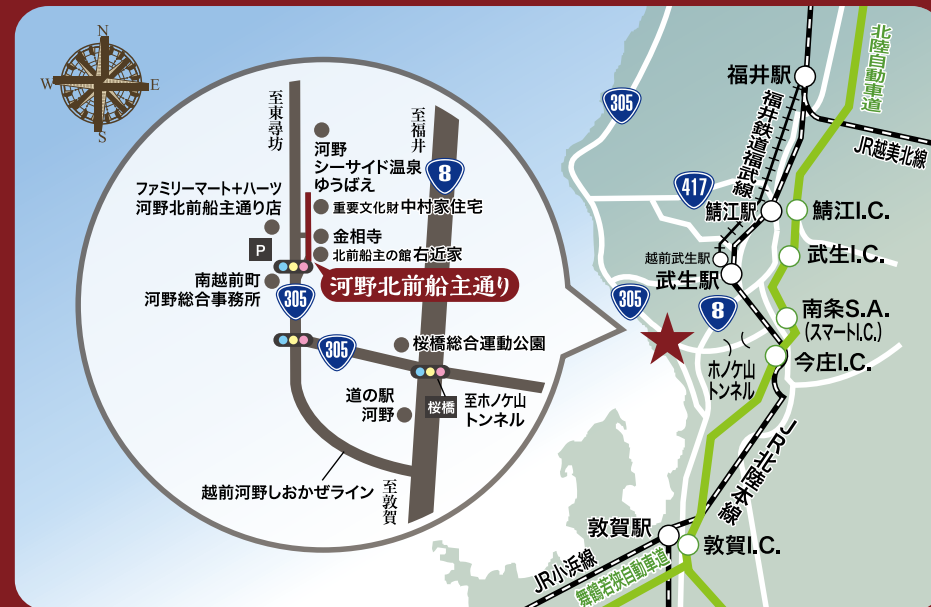 N
W
E
S
至東尋坊
河野
シーサイド温泉
ゆうばえ
至福井
8
ファミリーマート+ハーツ
河野北前船主通り店
重要文化財中村家住宅
P
金相寺
北前船主の館右近家
南越前町
河野総合事務所
河野北前船主通り
305
305
桜橋総合運動公園
道の駅
河野
桜橋
至ホノケ山
トンネル
越前河野しおかぜライン
至敦賀
305
福井駅
北陸自動車道
福井鉄道福武線
JR越美北線
417
鯖江駅
鯖江I.C.
越前武生駅
武生駅
武生I.C.
305
8
南条S.A.
(スマートI.C.)
ホノケ山
トンネル
今庄I.C.
JR北陸本線
敦賀駅
敦賀I.C.
JR小浜線
舞鶴若狭自動車道